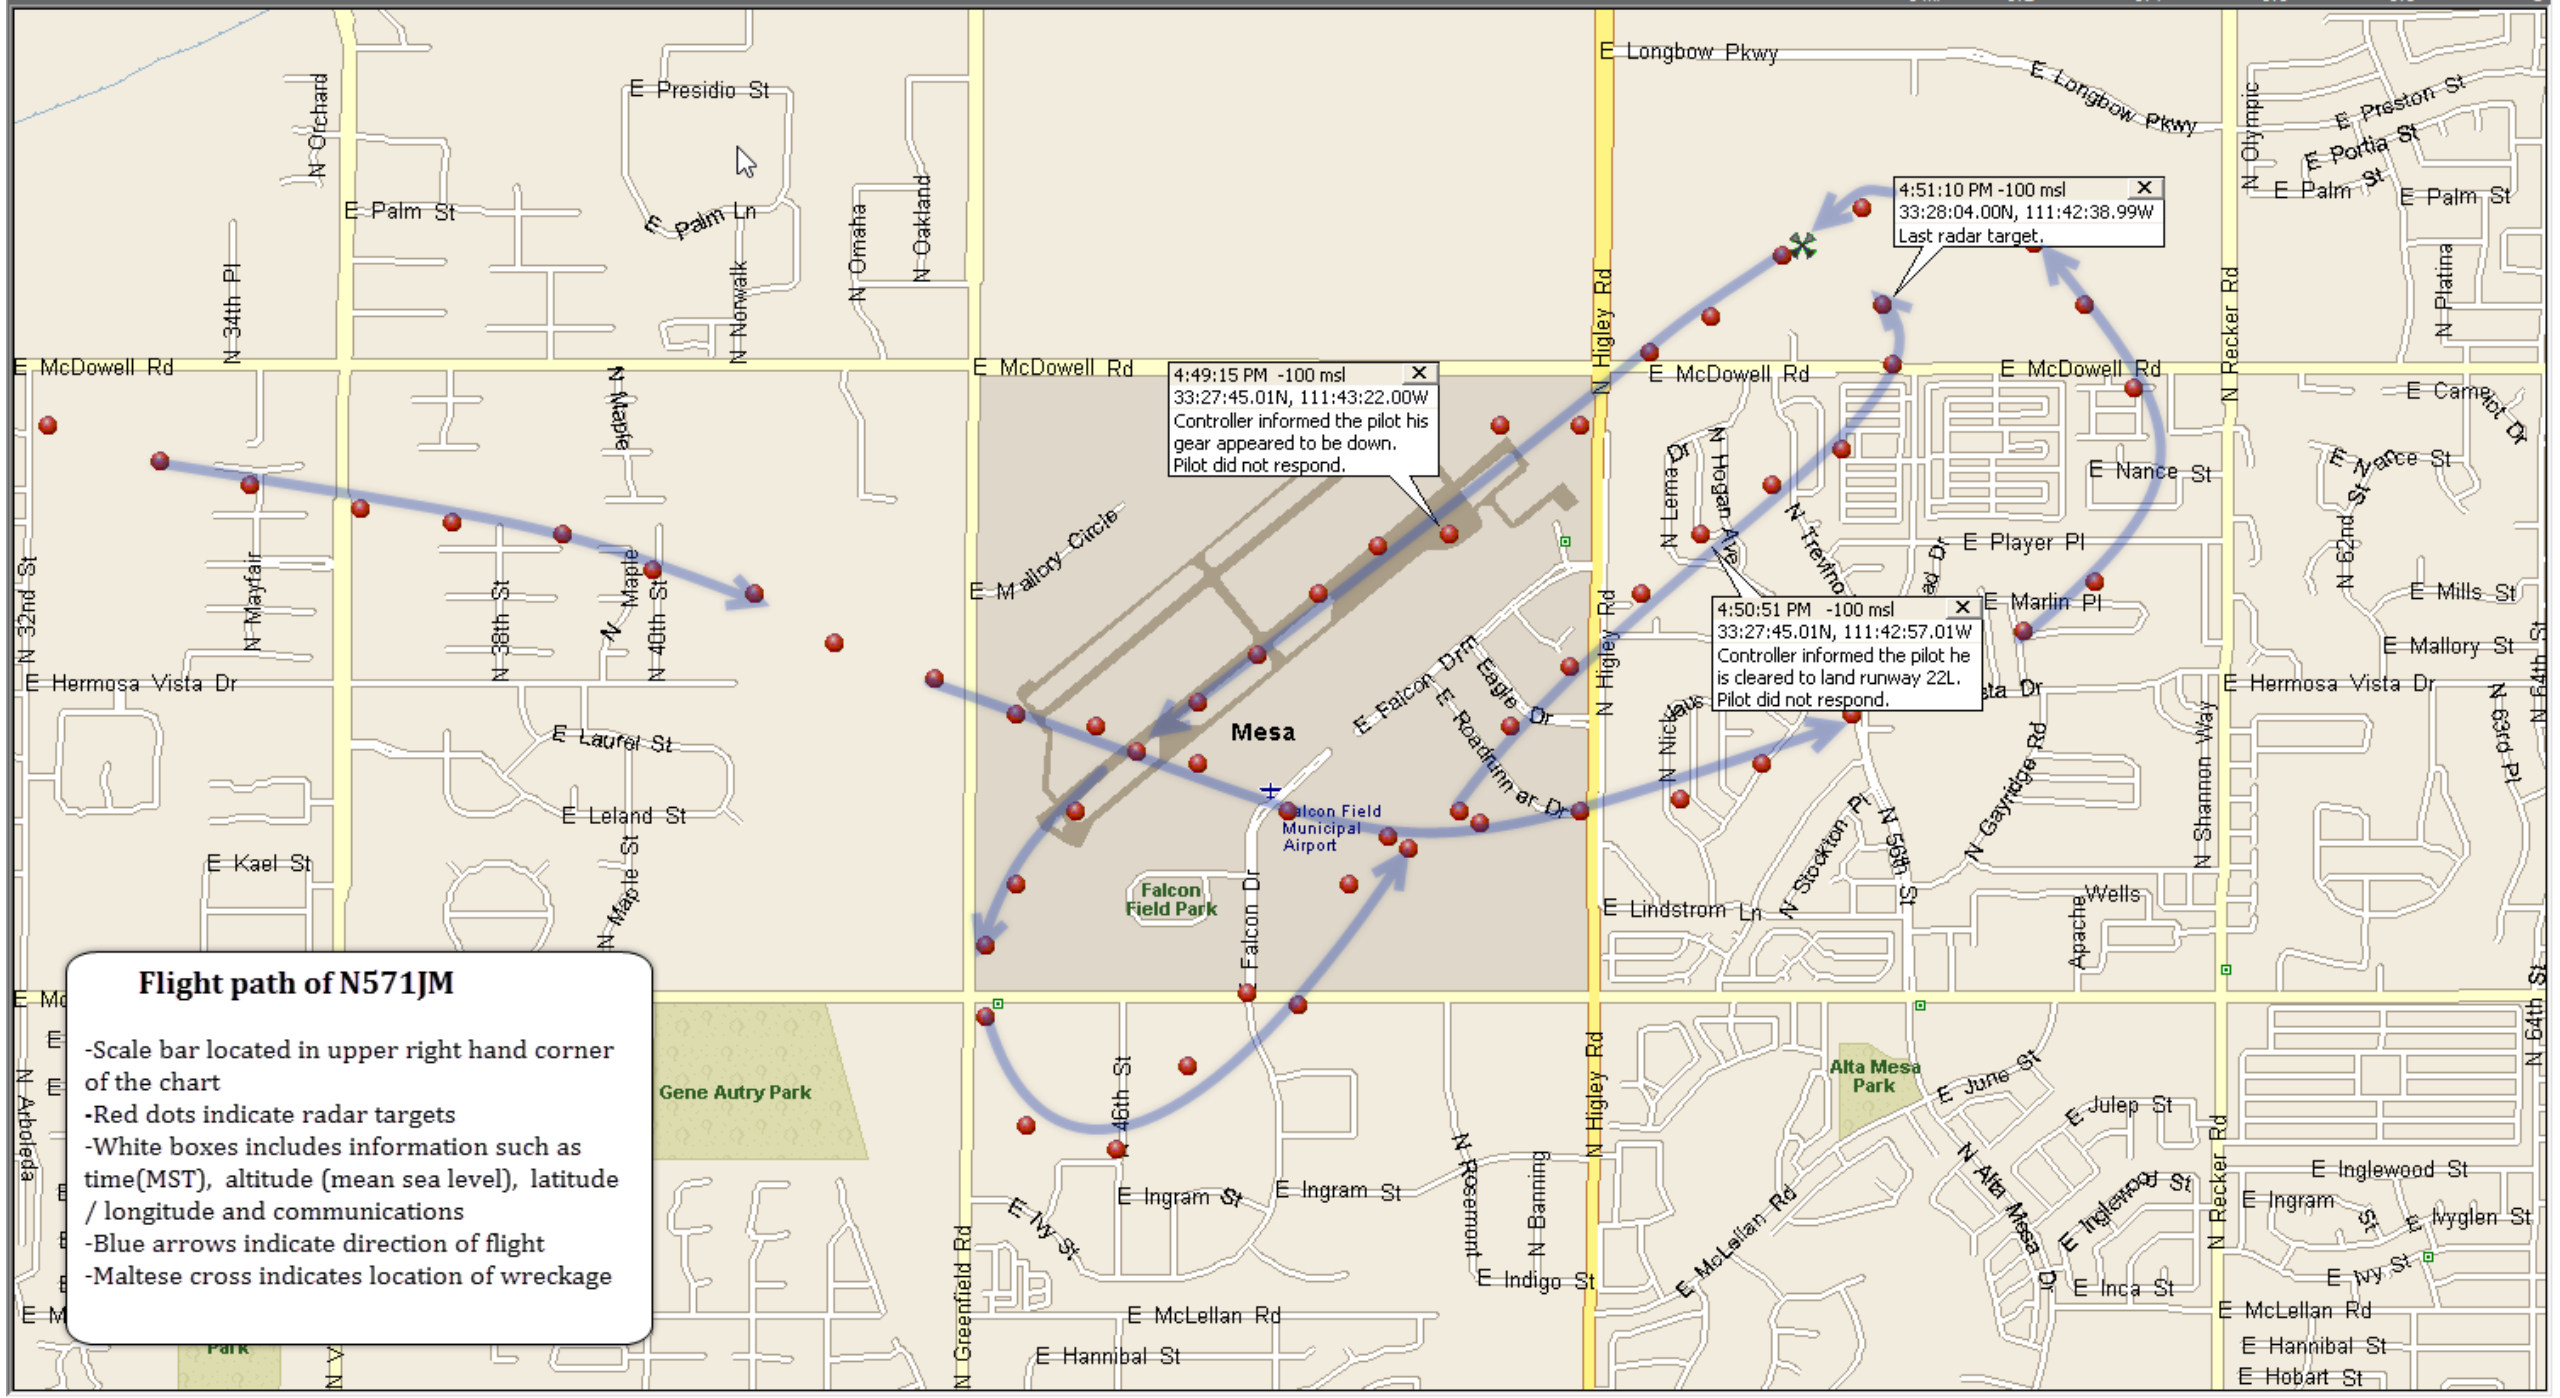 E Longbow Pkwy
E Longbow Pkwy
E Presidio St
N Orchard
N Olympic
E Preston St
E Portia St
E Palm St
E Palm St
E Palm St
E Palm Ln
N Omaha
N Oakland
N 34th Pl
N Norwalk
N Higley Rd
N Recker Rd
N Platina
4:51:10 PM -100 msl
33:28:04.00N, 111:42:38.99W
Last radar target.
E McDowell Rd
E McDowell Rd
E McDowell Rd
E McDowell Rd
4:49:15 PM -100 msl
33:27:45.01N, 111:43:22.00W
Controller informed the pilot his
gear appeared to be down.
Pilot did not respond.
E Camelot Dr
N Lema Dr
N Hogan Ave
N Trevino
E Nance St
E Nance St
N 62nd St
E Mallory Circle
E Player Pl
E Marlin Pl
E Mills St
E Mallory St
N 32nd St
N Mayfair
N 38th St
N Maple
N 40th St
4:50:51 PM -100 msl
33:27:45.01N, 111:42:57.01W
Controller informed the pilot he
is cleared to land runway 22L.
Pilot did not respond.
E Hermosa Vista Dr
E Hermosa Vista Dr
sta Dr
N Higley Rd
E Falcon Dr
E Eagle Dr
E Roadrunner Dr
N 64th St
N 63rd Pl
E Laurel St
Mesa
E Leland St
Falcon Field
Municipal
Airport
N Stockton Pl
N 56th St
N Gayridge Rd
N Shannon Way
E Kael St
N Maple St
Falcon
Field Park
E Falcon Dr
E Lindstrom Ln
Wells
Apache
Flight path of N571JM
-Scale bar located in upper right hand corner
of the chart
-Red dots indicate radar targets
-White boxes includes information such as
time(MST), altitude (mean sea level), latitude
/ longitude and communications
-Blue arrows indicate direction of flight
-Maltese cross indicates location of wreckage
N Arboleda
Gene Autry Park
N 46th St
N Higley Rd
Alta Mesa
Park
E June St
E Julep St
N Recker Rd
N 64th St
E Ivy St
E Ingram St
E Ingram St
N Rosemont
N Banning
E McLellan Rd
N Alta Mesa Dr
E Inglewood St
E Inglewood St
E Ingram St
E Ivyglen St
E Ivy St
E Indigo St
E Inca St
N Greenfield Rd
E McLellan Rd
E McLellan Rd
E Hannibal St
E Hannibal St
E Hobart St
Park